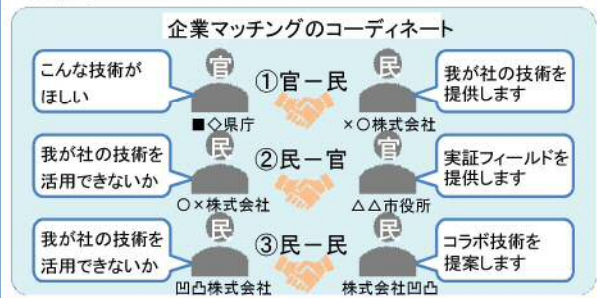 企業マッチングのコーディネート
こんな技術が
ほしい
官
①官－民
民
我が社の技術を
提供します
■◇県庁
×○株式会社
我が社の技術を
活用できないか
民
②民－官
官
実証フィールドを
提供します
○×株式会社
△△市役所
我が社の技術を
活用できないか
民
③民－民
民
コラボ技術を
提案します
凹凸株式会社
株式会社凹凸